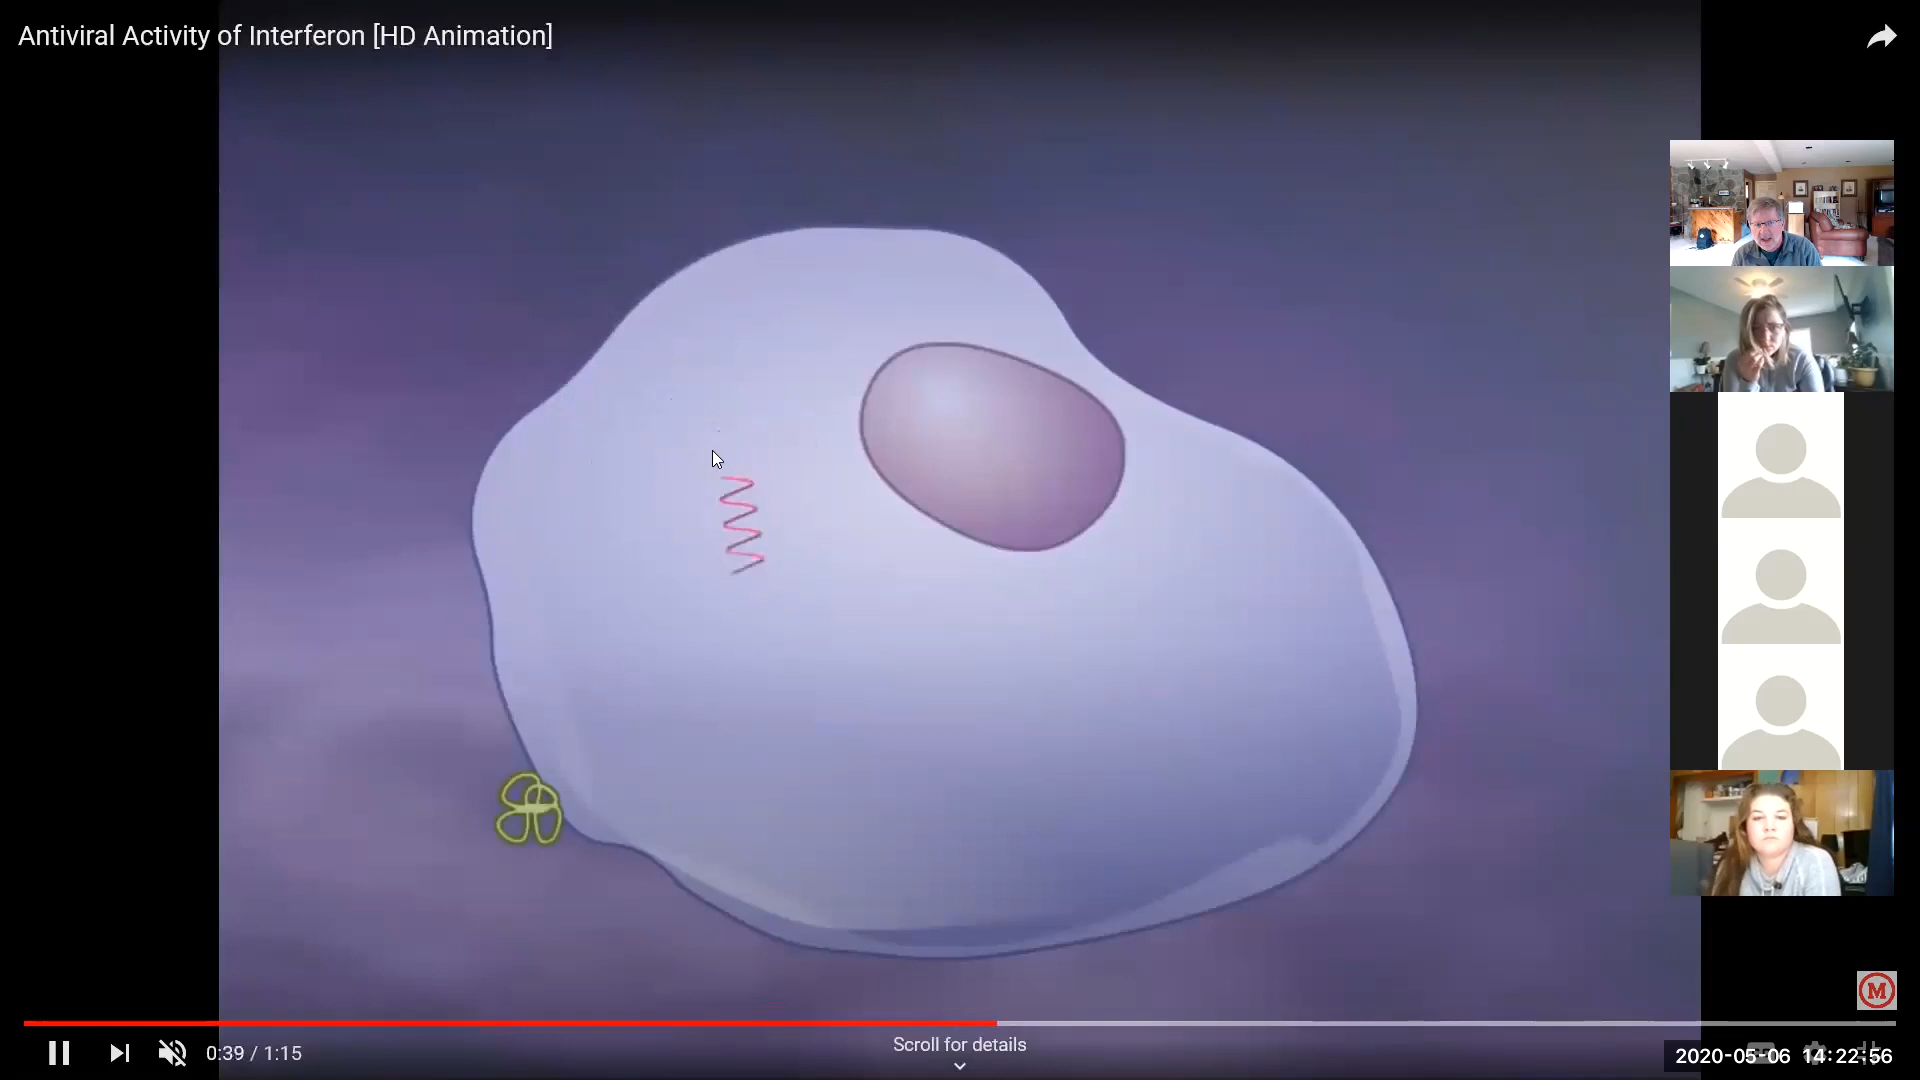 Antiviral Activity of Interferon [HD Animation]
M
0:39 / 1:15
Scroll for details
2020-05-06 14:22:56